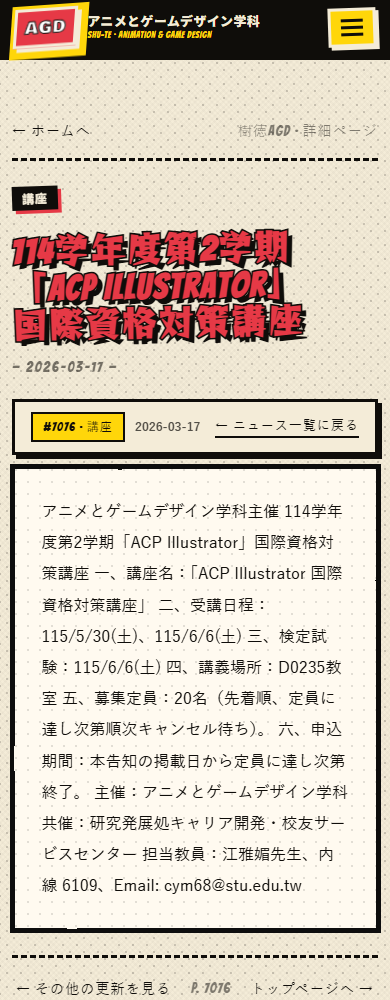 AGD
アニメとゲームデザイン学科
SHU-TE · ANIMATION & GAME DESIGN
← ホームへ
樹徳AGD · 詳細ページ
講座
114学年度第2学期
「ACP ILLUSTRATOR」
国際資格対策講座
— 2026-03-17 —
#7076 · 講座
2026-03-17
← ニュース一覧に戻る
アニメとゲームデザイン学科主催 114学年
度第2学期「ACP Illustrator」国際資格対
策講座 一、講座名：「ACP Illustrator 国際
資格対策講座」 二、受講日程：
115/5/30(土)、115/6/6(土) 三、検定試
験：115/6/6(土) 四、講義場所：D0235教
室 五、募集定員：20名（先着順、定員に
達し次第順次キャンセル待ち）。 六、申込
期間：本告知の掲載日から定員に達し次第
終了。 主催：アニメとゲームデザイン学科
共催：研究発展処キャリア開発・校友サー
ビスセンター 担当教員：江雅媚先生、内
線 6109、Email: cym68@stu.edu.tw
← その他の更新を見る
P. 7076
トップページへ →